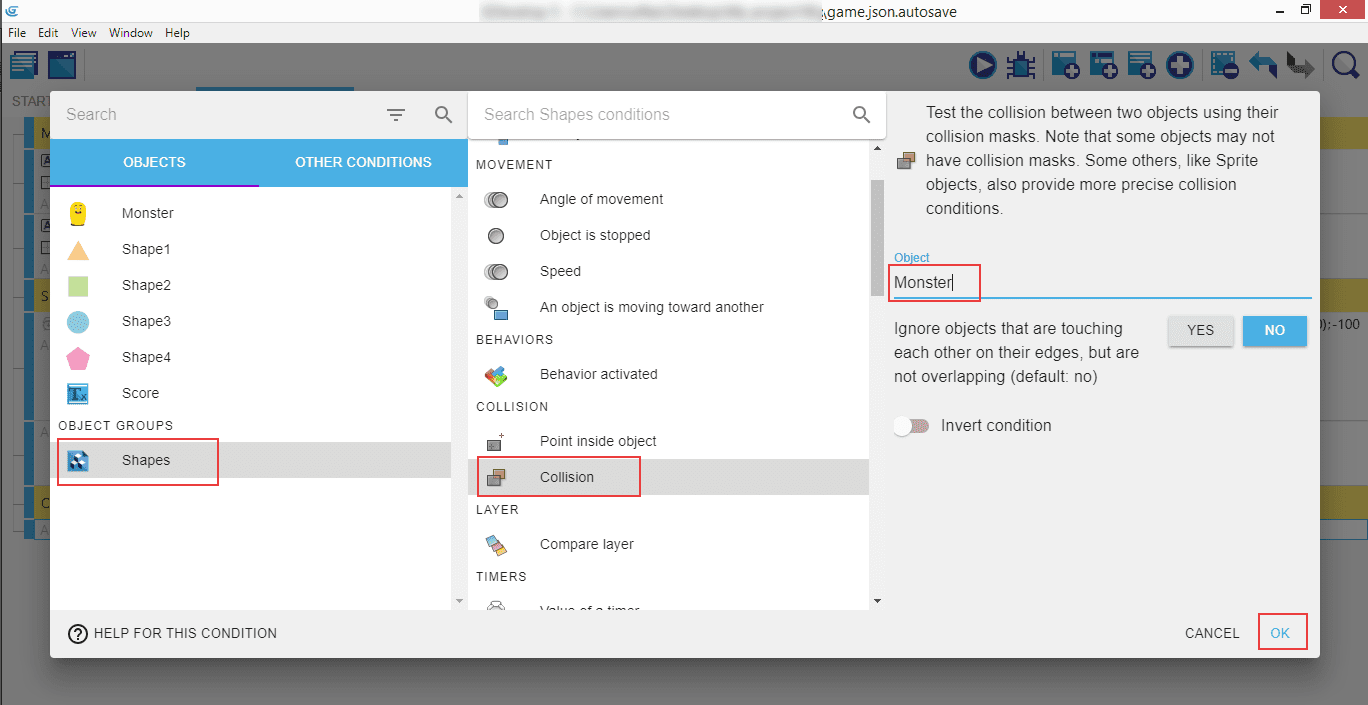 \game.json.autosave
File Edit View Window Help
START
Search
OBJECTS OTHER CONDITIONS
Monster
Shape1
Shape2
Shape3
Shape4
Score
OBJECT GROUPS
Shapes
Search Shapes conditions
MOVEMENT
Angle of movement
Object is stopped
Speed
An object is moving toward another
BEHAVIORS
Behavior activated
COLLISION
Point inside object
Collision
LAYER
Compare layer
TIMERS
Value of a timer
Test the collision between two objects using their
collision masks. Note that some objects may not
have collision masks. Some others, like Sprite
objects, also provide more precise collision
conditions.
Object
Monster
Ignore objects that are touching
each other on their edges, but are
not overlapping (default: no)
YES NO
Invert condition
);-100
? HELP FOR THIS CONDITION
CANCEL OK